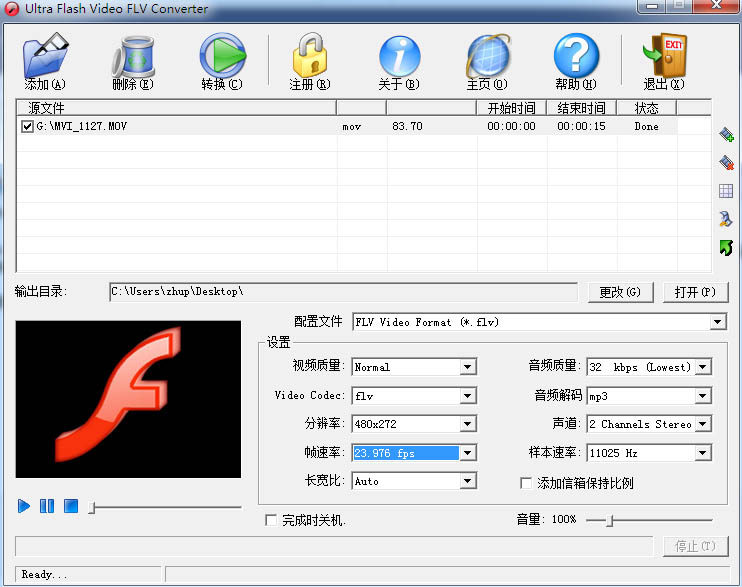 Ultra Flash Video FLV Converter
添加(A) 删除(E) 转换(C) 注册(R) 关于(B) 主页(O) 帮助(H) EXIT 退出(X)
源文件 开始时间 结束时间 状态
G:\MVI_1127.MOV mov 83.70 00:00:00 00:00:15 Done
输出目录: C:\Users\zhup\Desktop\ 更改(G) 打开(P)
配置文件 FLV Video Format (*.flv)
设置
视频质量: Normal 音频质量: 32 kbps (Lowest)
Video Codec: flv 音频解码 mp3
分辨率: 480x272 声道: 2 Channels Stereo
帧速率: 23.976 fps 样本速率: 11025 Hz
长宽比: Auto 添加信箱保持比例
完成时关机. 音量: 100%
停止(T)
Ready...